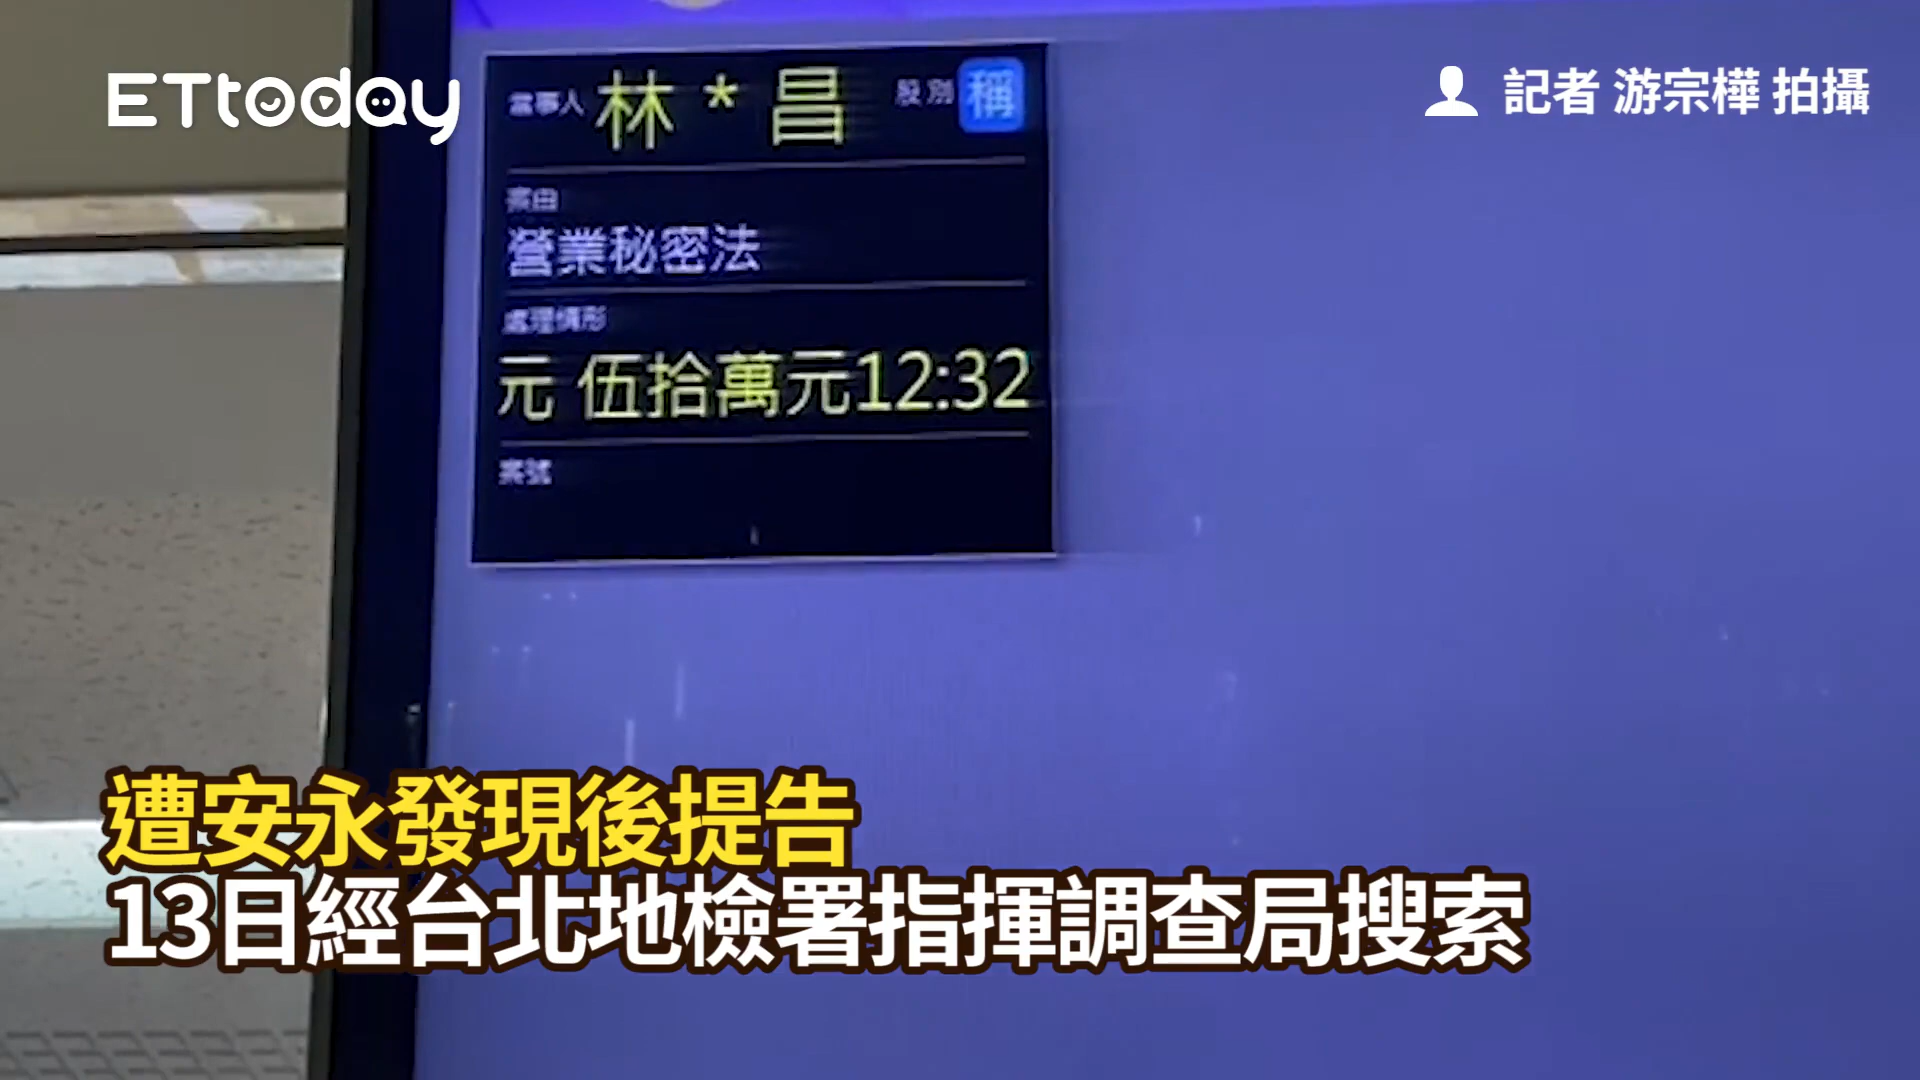 ETtoday
記者 游宗樺 拍攝
當事人 林*昌 股別 稱
案由
營業秘密法
處理情形
元 伍拾萬元12:32
案號
遭安永發現後提告
13日經台北地檢署指揮調查局搜索